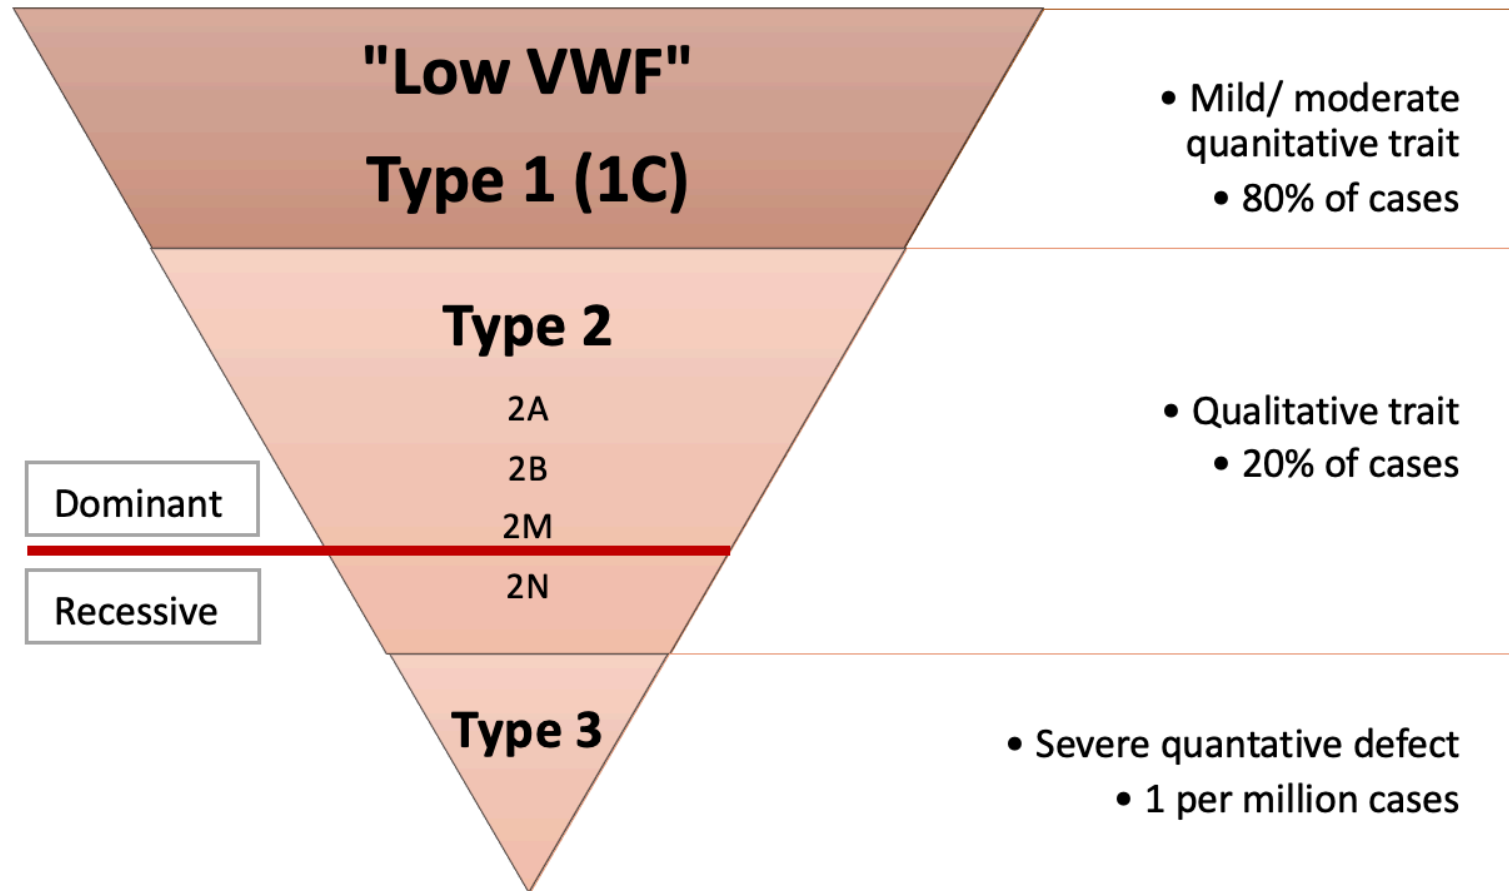 "Low VWF"
Type 1 (1C)
• Mild/ moderate
quanitative trait
• 80% of cases
Type 2
2A
2B
2M
2N
• Qualitative trait
• 20% of cases
Dominant
Recessive
Type 3
• Severe quantative defect
• 1 per million cases